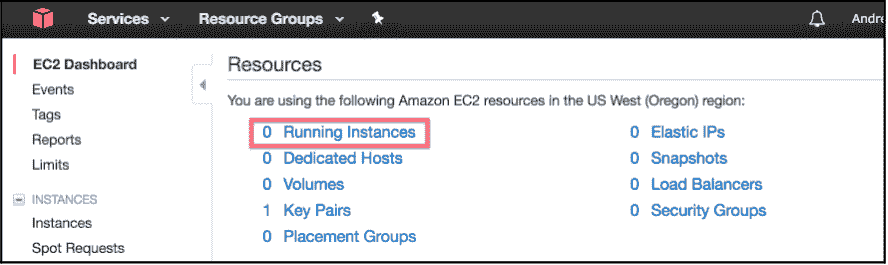 Services Resource Groups Andre
EC2 Dashboard
Events
Tags
Reports
Limits
INSTANCES
Instances
Spot Requests
Resources
You are using the following Amazon EC2 resources in the US West (Oregon) region:
0 Running Instances
0 Dedicated Hosts
0 Volumes
1 Key Pairs
0 Placement Groups
0 Elastic IPs
0 Snapshots
0 Load Balancers
0 Security Groups